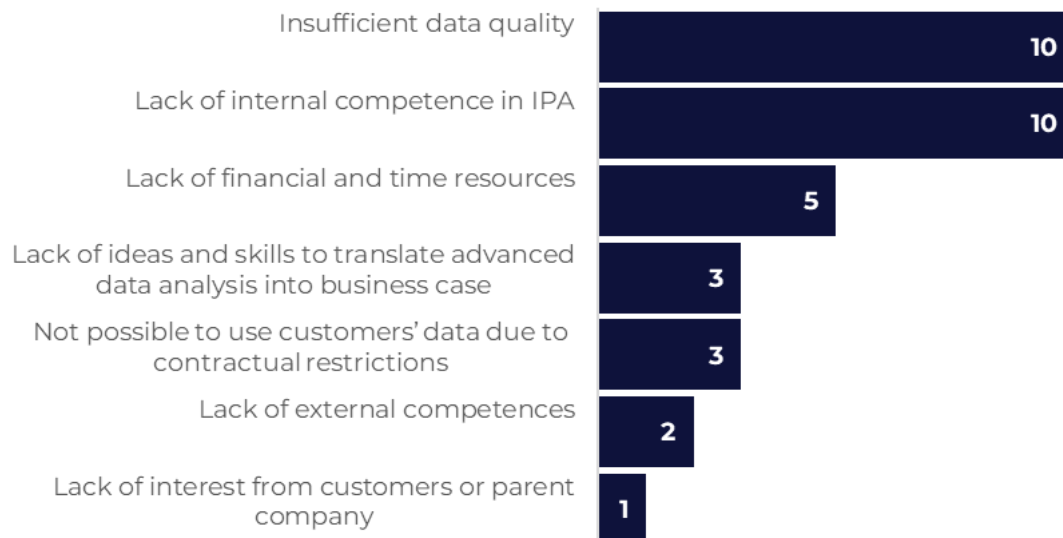 Insufficient data quality
10
Lack of internal competence in IPA
10
Lack of financial and time resources
5
Lack of ideas and skills to translate advanced
data analysis into business case
3
Not possible to use customers’ data due to
contractual restrictions
3
Lack of external competences
2
Lack of interest from customers or parent
company
1